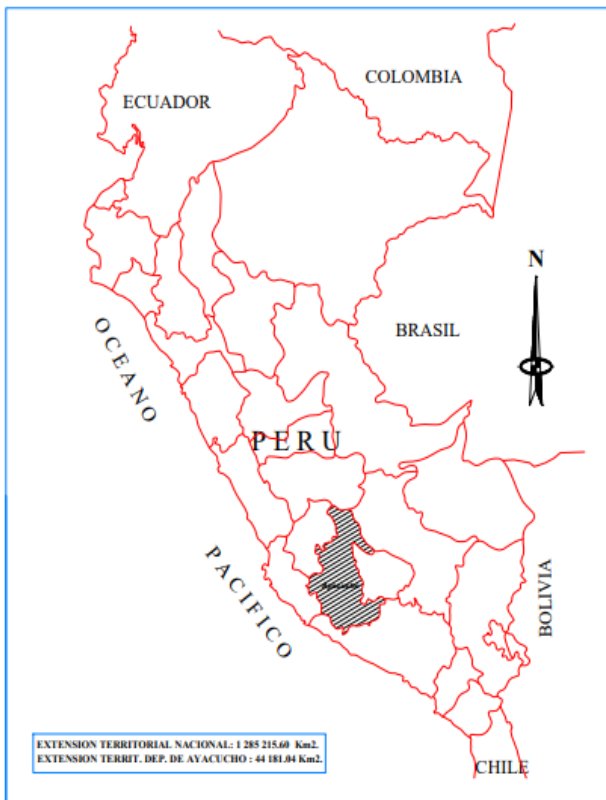 COLOMBIA
ECUADOR
N
BRASIL
OCEANO
PERU
PACIFICO
Ayacucho
BOLIVIA
EXTENSION TERRITORIAL NACIONAL: 1 285 215.60 Km2.
EXTENSION TERRIT. DEP. DE AYACUCHO : 44 181.04 Km2.
CHILE